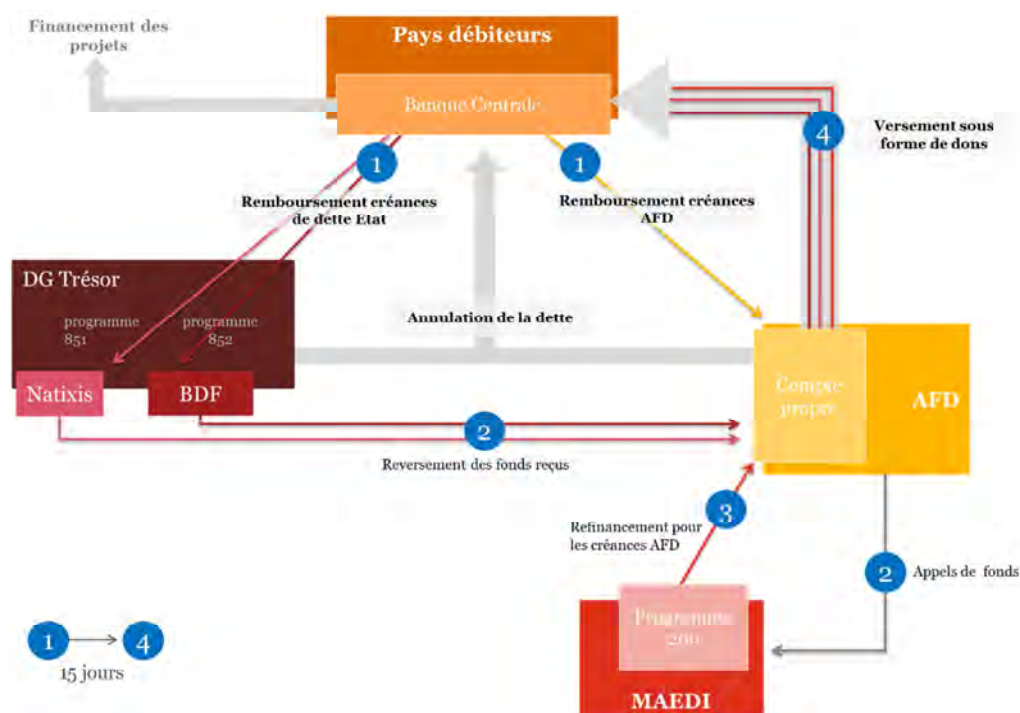 Financement des
projets
Pays débiteurs
Banque Centrale
4
Versement sous
forme de dons
1
1
Remboursement créances
de dette Etat
Remboursement créances
AFD
DG Trésor
programme
851
programme
852
Annulation de la dette
Natixis
BDF
Compte
propre
AFD
2
Reversement des fonds reçus
3
Refinancement pour
les créances AFD
2
Appels de fonds
Programme
200
MAEDI
1
4
15 jours